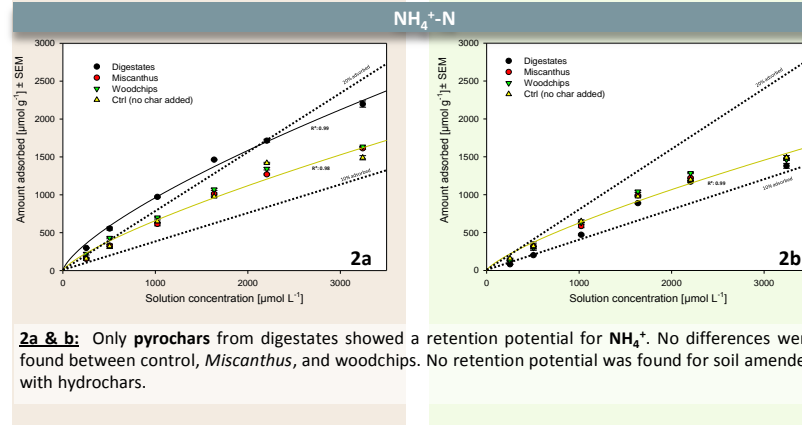 NH₄⁺-N
Amount adsorbed [µmol g⁻¹] ± SEM
3000
2500
2000
1500
1000
500
0
Digestates
Miscanthus
Woodchips
Ctrl (no char added)
20% adsorbed
R²:0.99
R²:0.98
10% adsorbed
2a
0 1000 2000 3000
Solution concentration [µmol L⁻¹]
Amount adsorbed [µmol g⁻¹] ± SEM
3000
2500
2000
1500
1000
500
0
Digestates
Miscanthus
Woodchips
Ctrl (no char added)
20% adsorbed
R²:0.99
10% adsorbed
2b
0 1000 2000 3000
Solution concentration [µmol L⁻¹]
2a & b: Only pyrochars from digestates showed a retention potential for NH₄⁺. No differences wer
found between control, Miscanthus, and woodchips. No retention potential was found for soil amende
with hydrochars.